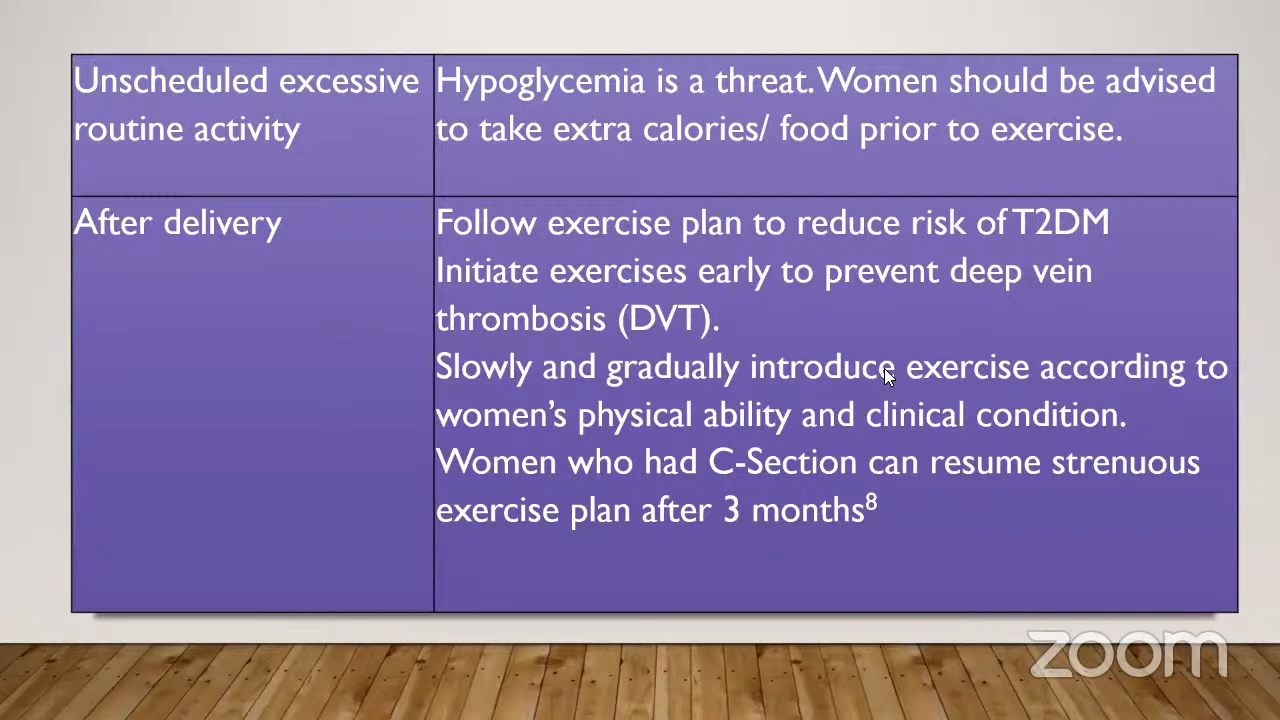 Unscheduled excessive
routine activity
Hypoglycemia is a threat. Women should be advised
to take extra calories/ food prior to exercise.
After delivery
Follow exercise plan to reduce risk of T2DM
Initiate exercises early to prevent deep vein
thrombosis (DVT).
Slowly and gradually introduce exercise according to
women’s physical ability and clinical condition.
Women who had C-Section can resume strenuous
exercise plan after 3 months⁸
zoom